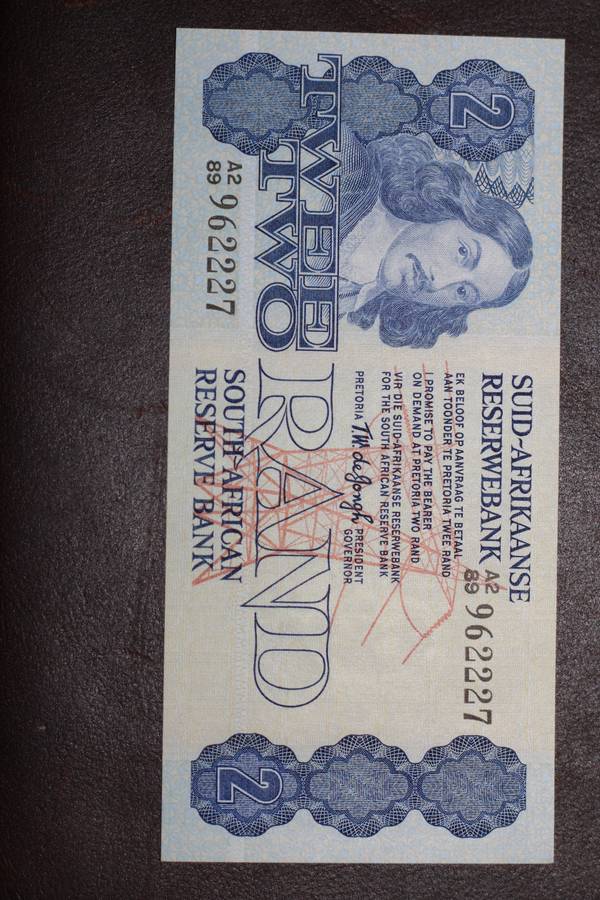 2
SUID-AFRIKAANSE
RESERWEBANK
EK BELOOF OP AANVRAAG TE BETAAL
AAN TOONDER TE PRETORIA TWEE RAND
I PROMISE TO PAY THE BEARER
ON DEMAND AT PRETORIA TWO RAND
VIR DIE SUID-AFRIKAANSE RESERWEBANK
FOR THE SOUTH AFRICAN RESERVE BANK
PRETORIA T.W. de Jongh PRESIDENT
GOVERNOR
A2
89 962227
TWEE
TWO
RAND
A2
89 962227
SOUTH AFRICAN
RESERVE BANK
2